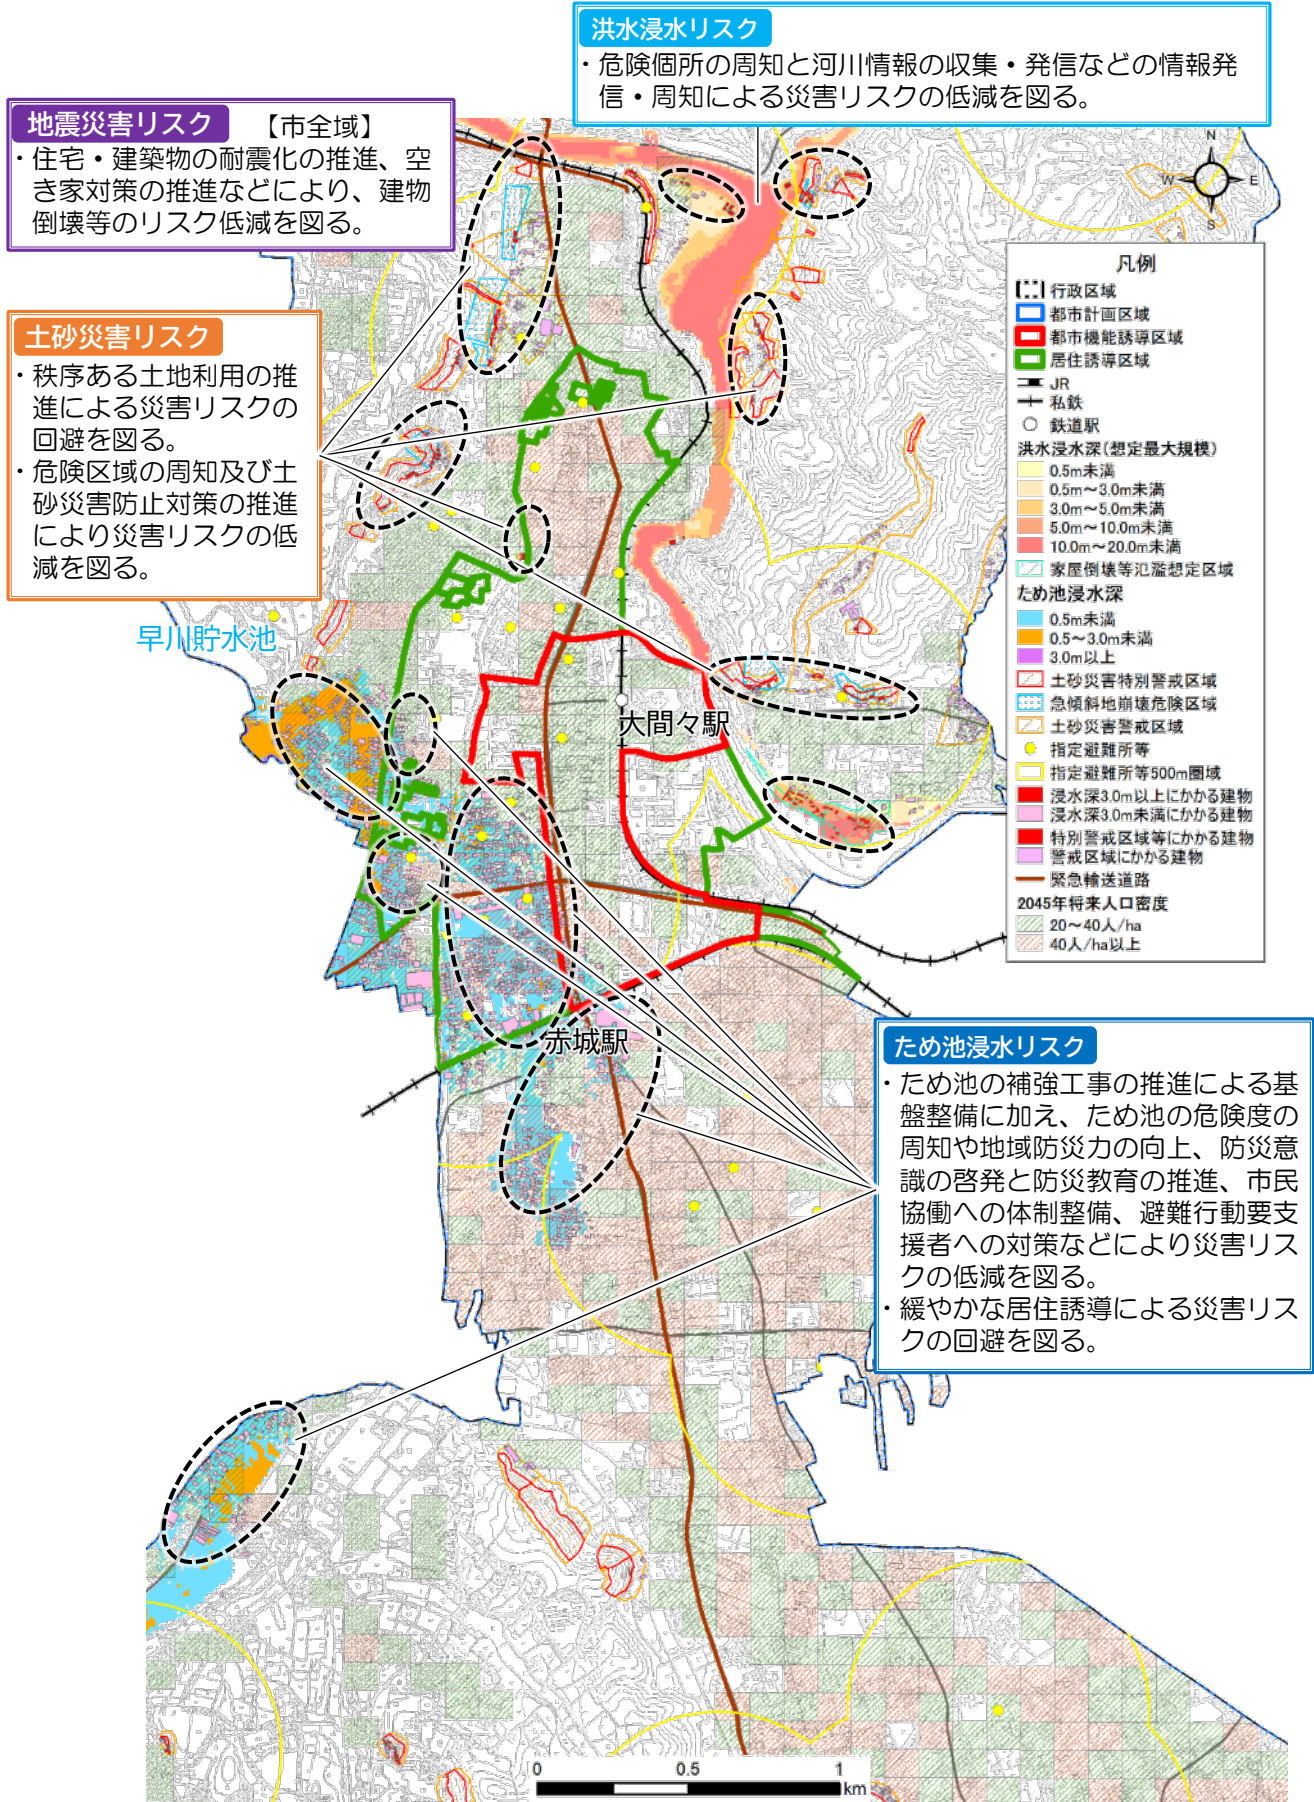 洪水浸水リスク
・危険個所の周知と河川情報の収集・発信などの情報発
信・周知による災害リスクの低減を図る。
地震災害リスク 【市全域】
・住宅・建築物の耐震化の推進、空
き家対策の推進などにより、建物
倒壊等のリスク低減を図る。
土砂災害リスク
・秩序ある土地利用の推
進による災害リスクの
回避を図る。
・危険区域の周知及び土
砂災害防止対策の推進
により災害リスクの低
減を図る。
N
W E
S
凡例
行政区域
都市計画区域
都市機能誘導区域
居住誘導区域
JR
私鉄
鉄道駅
洪水浸水深(想定最大規模)
0.5m未満
0.5m～3.0m未満
3.0m～5.0m未満
5.0m～10.0m未満
10.0m～20.0m未満
家屋倒壊等氾濫想定区域
ため池浸水深
0.5m未満
0.5～3.0m未満
3.0m以上
土砂災害特別警戒区域
急傾斜地崩壊危険区域
土砂災害警戒区域
指定避難所等
指定避難所等500m圏域
浸水深3.0m以上にかかる建物
浸水深3.0m未満にかかる建物
特別警戒区域等にかかる建物
警戒区域にかかる建物
緊急輸送道路
2045年将来人口密度
20～40人/ha
40人/ha以上
早川貯水池
大間々駅
赤城駅
ため池浸水リスク
・ため池の補強工事の推進による基
盤整備に加え、ため池の危険度の
周知や地域防災力の向上、防災意
識の啓発と防災教育の推進、市民
協働への体制整備、避難行動要支
援者への対策などにより災害リス
クの低減を図る。
・緩やかな居住誘導による災害リス
クの回避を図る。
0 0.5 1
km